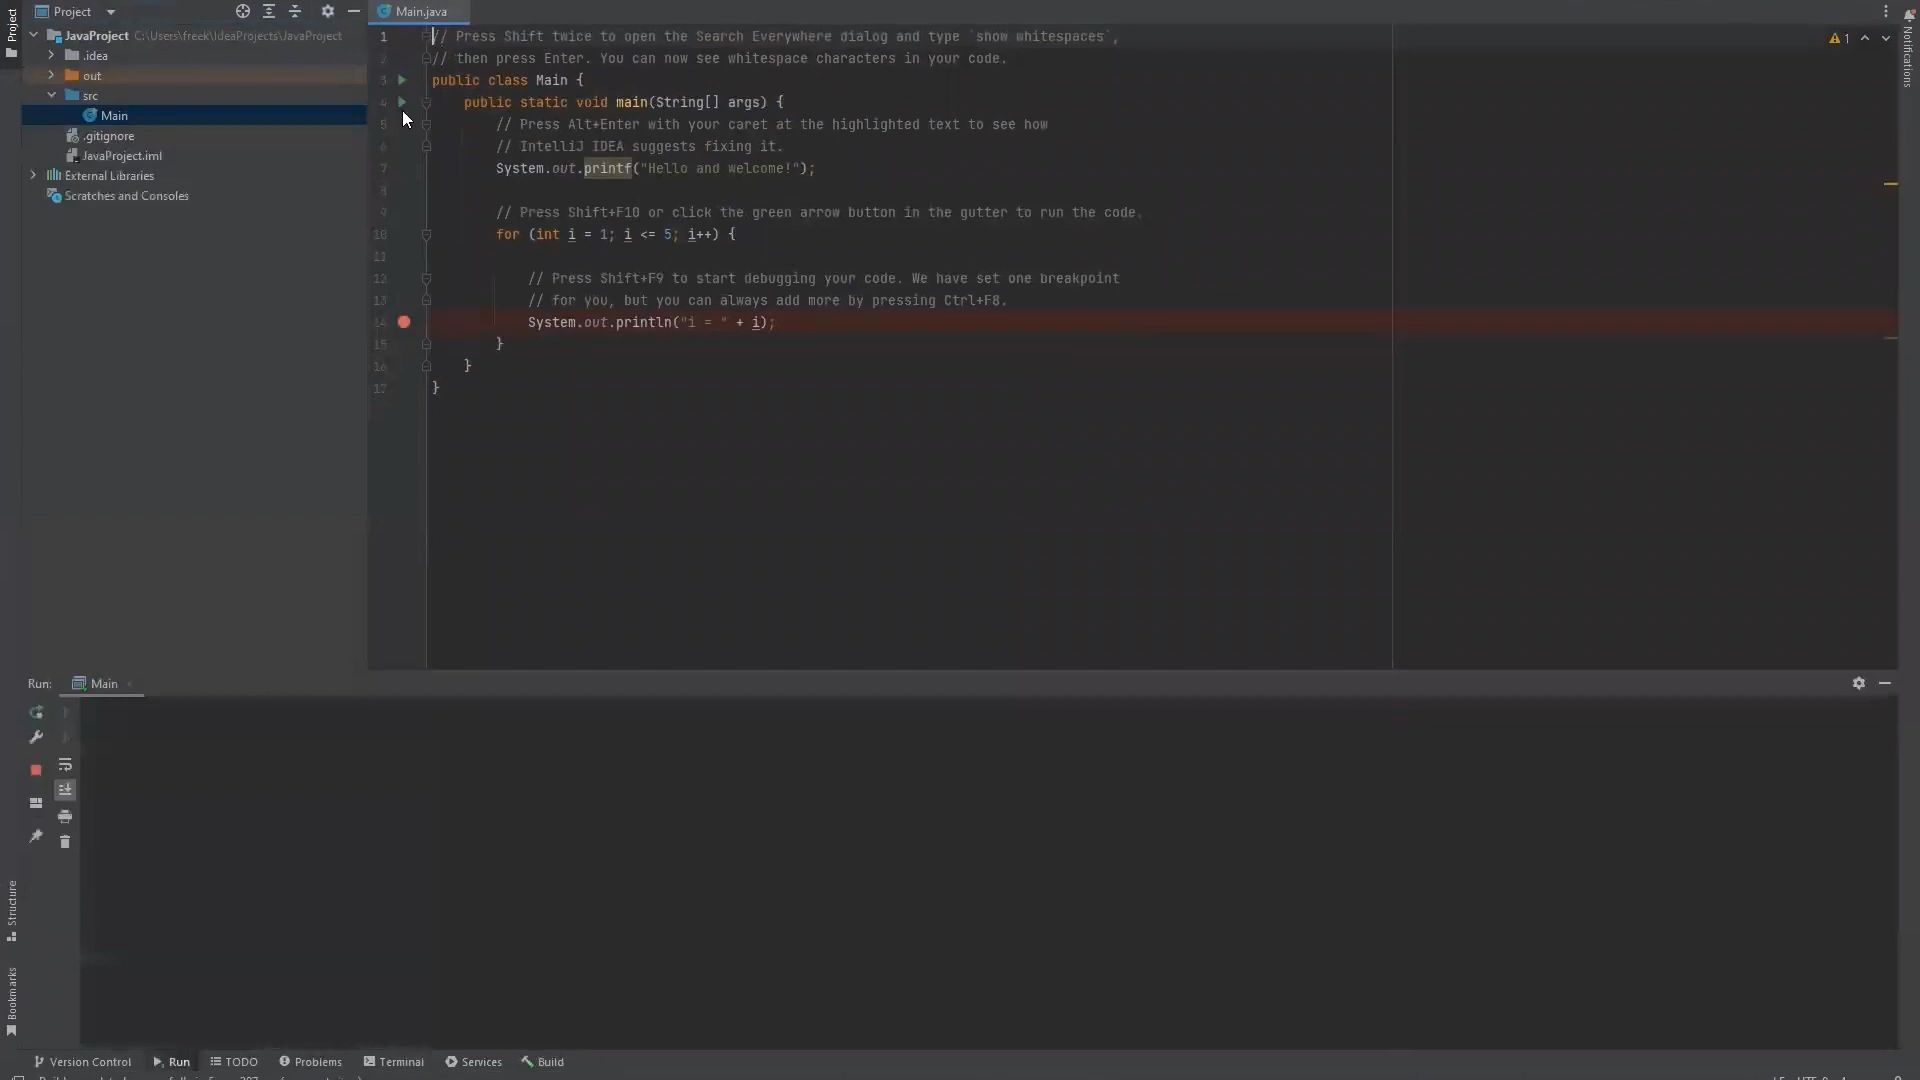 Project
Main.java
JavaProject C:\Users\freek\IdeaProjects\JavaProject
.idea
out
src
Main
.gitignore
JavaProject.iml
External Libraries
Scratches and Consoles
Project
Structure
Bookmarks
Notifications
1
1 // Press Shift twice to open the Search Everywhere dialog and type `show whitespaces`,
2 // then press Enter. You can now see whitespace characters in your code.
3 public class Main {
4 public static void main(String[] args) {
5 // Press Alt+Enter with your caret at the highlighted text to see how
6 // IntelliJ IDEA suggests fixing it.
7 System.out.printf("Hello and welcome!");
8
9 // Press Shift+F10 or click the green arrow button in the gutter to run the code.
10 for (int i = 1; i <= 5; i++) {
11
12 // Press Shift+F9 to start debugging your code. We have set one breakpoint
13 // for you, but you can always add more by pressing Ctrl+F8.
14 System.out.println("i = " + i);
15 }
16 }
17 }
Run: Main
Version Control Run TODO Problems Terminal Services Build